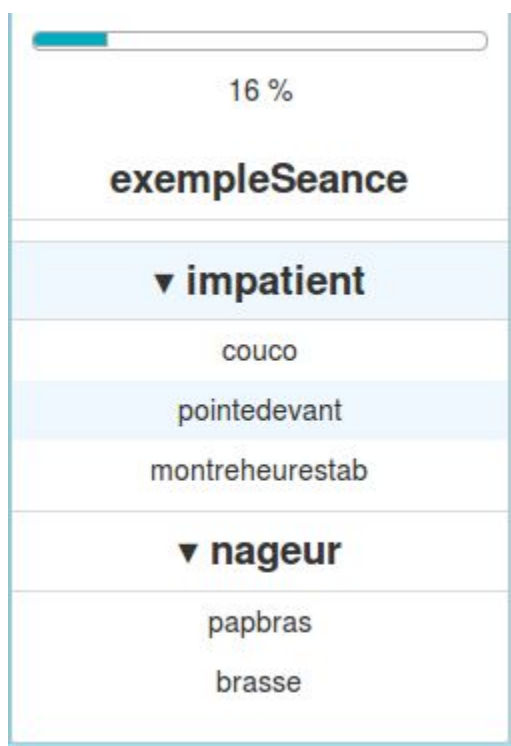 16 %
exempleSeance
▾ impatient
couco
pointedevant
montreheurestab
▾ nageur
papbras
brasse